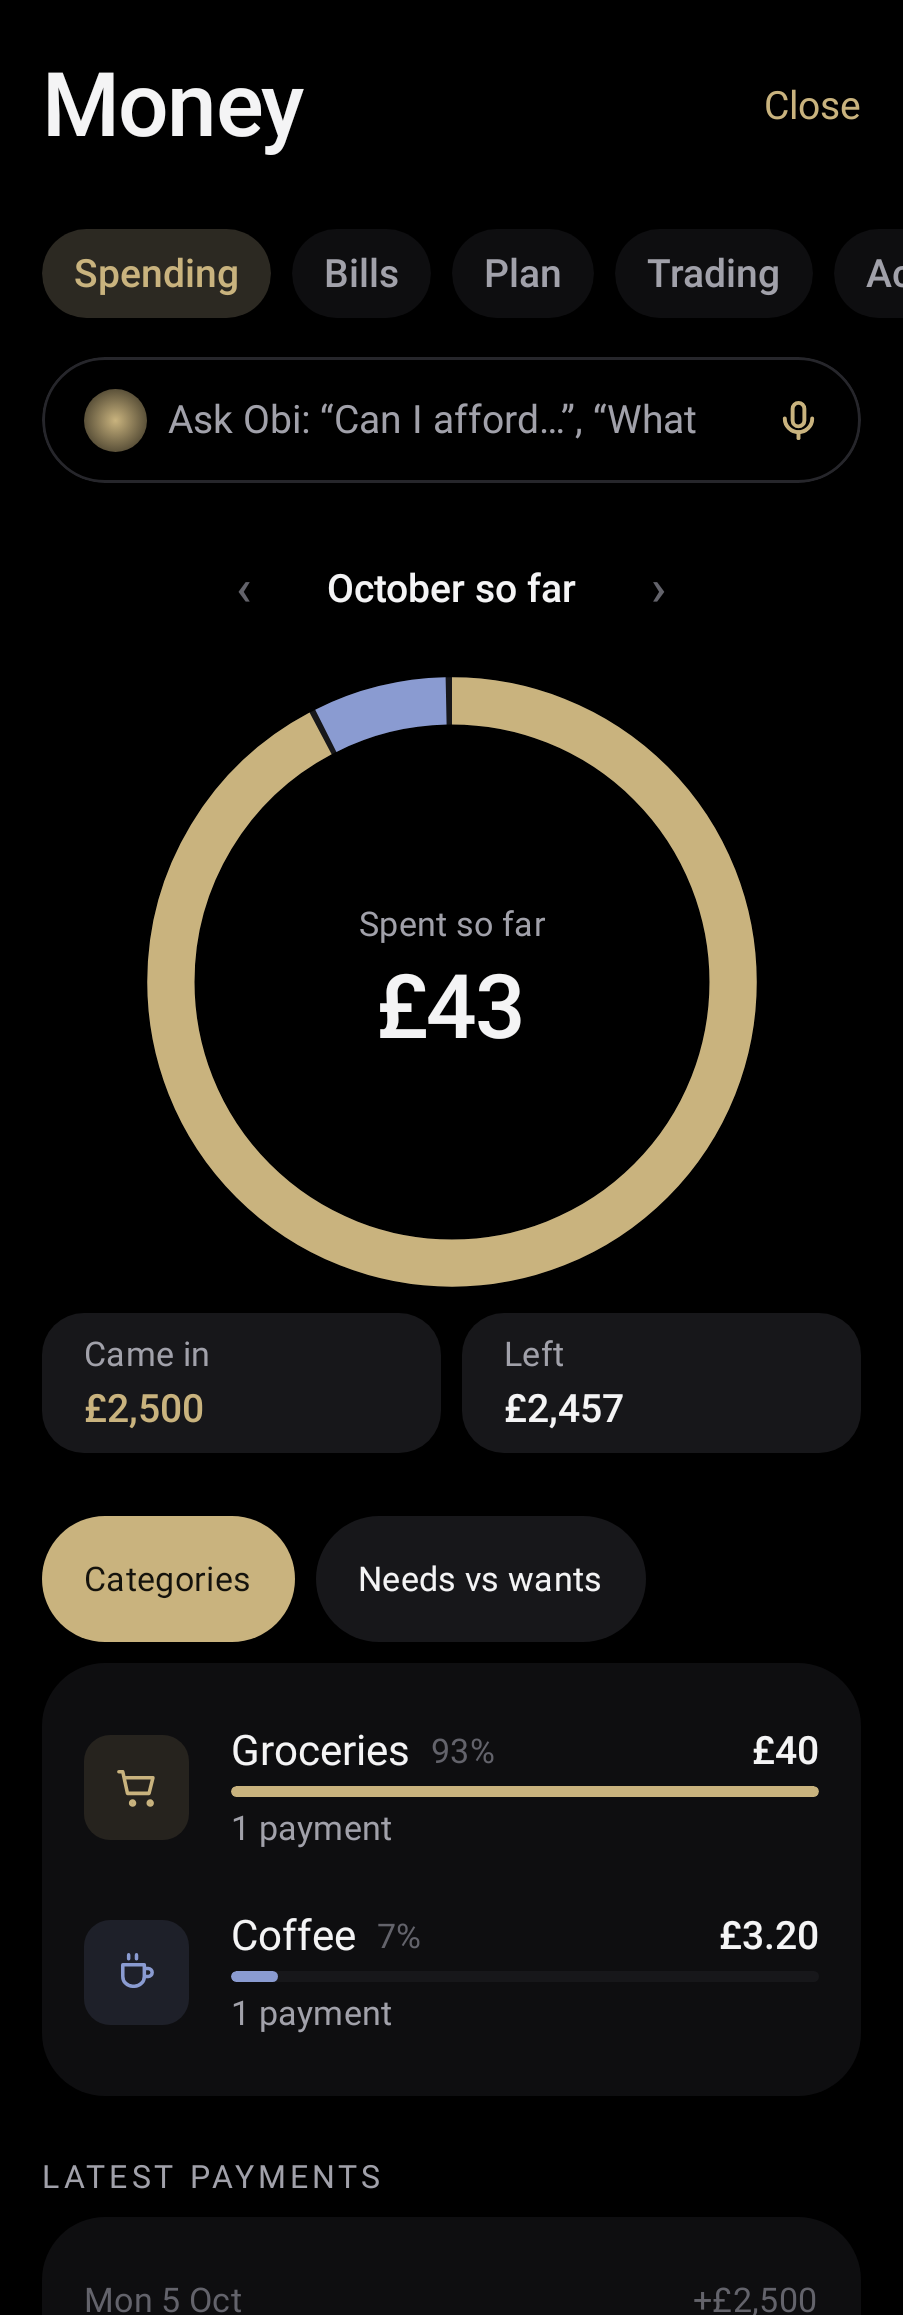 Money
Close
Spending
Bills
Plan
Trading
Ac
Ask Obi: “Can I afford…”, “What
‹ October so far ›
Spent so far
£43
Came in
£2,500
Left
£2,457
Categories
Needs vs wants
Groceries 93% £40
1 payment
Coffee 7% £3.20
1 payment
LATEST PAYMENTS
Mon 5 Oct +£2,500